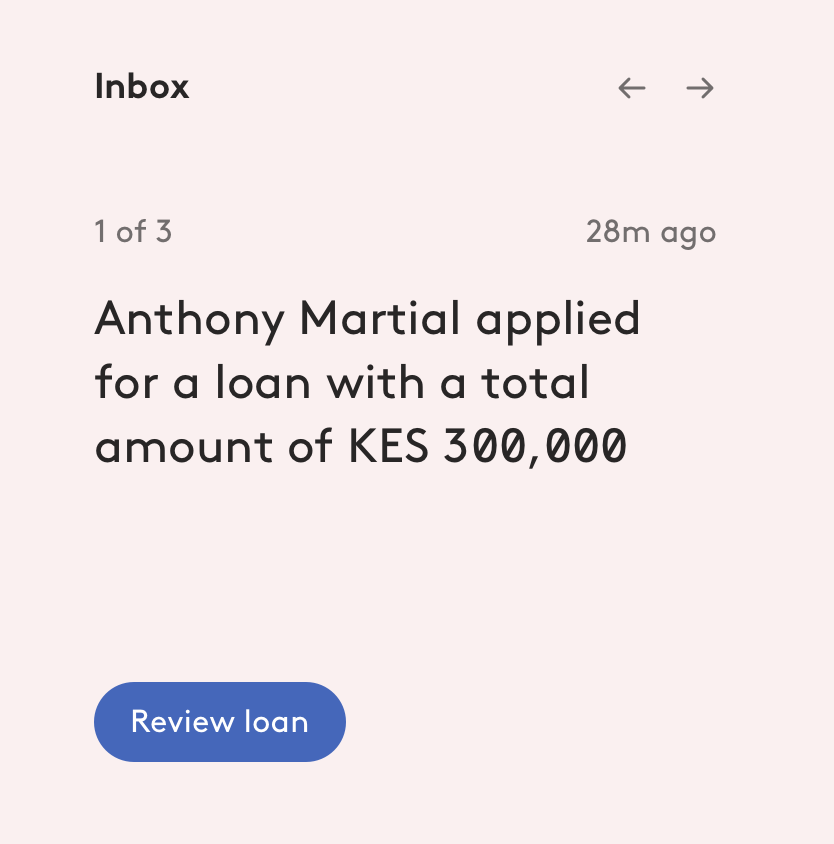 Inbox
1 of 3
28m ago
Anthony Martial applied
for a loan with a total
amount of KES 300,000
Review loan